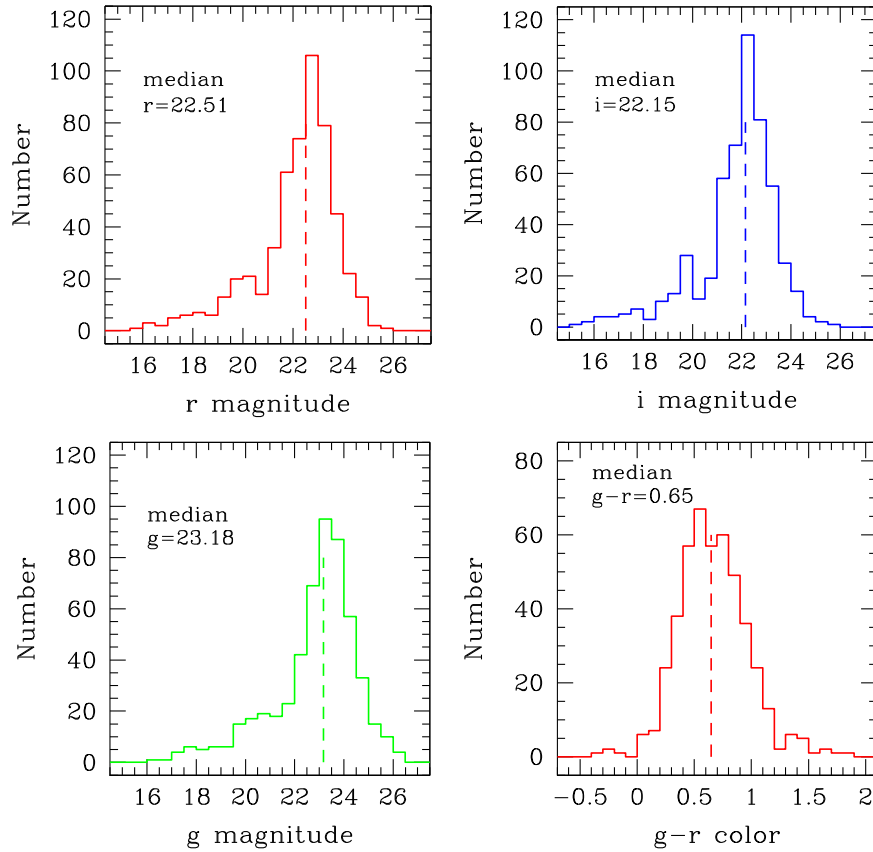 120
100
80
60
40
20
0
Number
median
r=22.51
16 18 20 22 24 26
r magnitude
120
100
80
60
40
20
0
Number
median
i=22.15
16 18 20 22 24 26
i magnitude
120
100
80
60
40
20
0
Number
median
g=23.18
16 18 20 22 24 26
g magnitude
80
60
40
20
0
Number
median
g−r=0.65
−0.5 0 0.5 1 1.5 2
g−r color